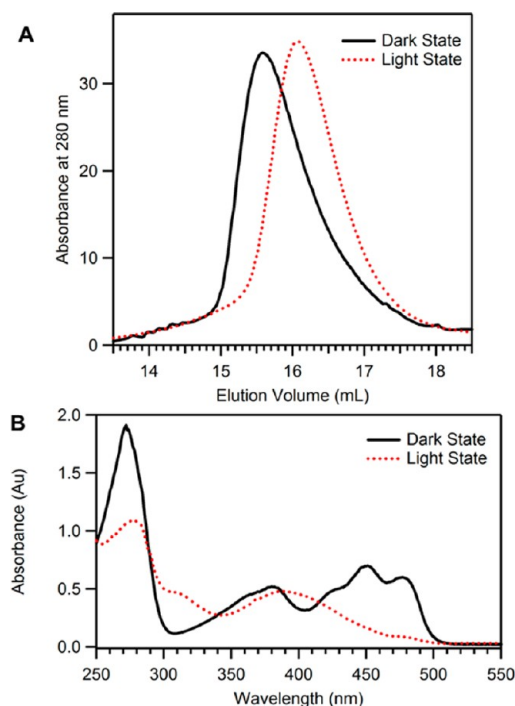 A
Dark State
Light State
30
20
10
0
Absorbance at 280 nm
14 15 16 17 18
Elution Volume (mL)
B
Dark State
Light State
2.0
1.5
1.0
0.5
0.0
Absorbance (Au)
250 300 350 400 450 500 550
Wavelength (nm)